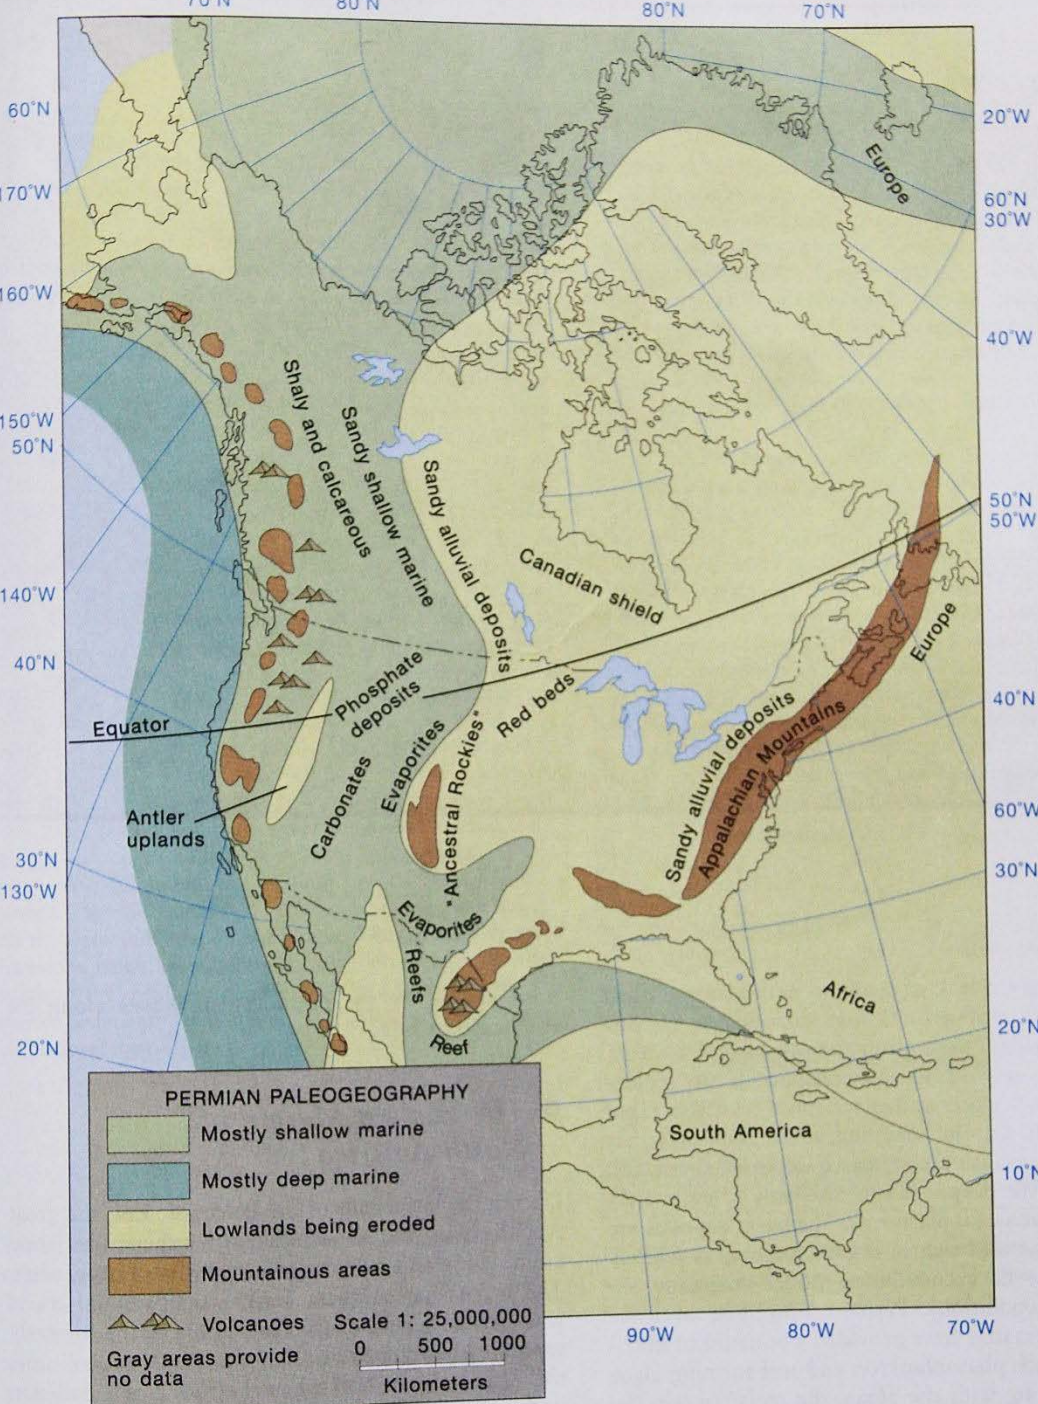 70°N
80°N
80°N
70°N
60°N
170°W
160°W
150°W
50°N
140°W
40°N
30°N
130°W
20°N
20°W
60°N
30°W
40°W
50°N
50°W
40°N
60°W
30°N
20°N
10°N
90°W
80°W
70°W
Europe
Shaly and calcareous
Sandy shallow marine
Sandy alluvial deposits
Canadian shield
Europe
Phosphate
deposits
Red beds
Equator
Evaporites
Carbonates
"Ancestral Rockies"
Sandy alluvial deposits
Appalachian Mountains
Antler
uplands
Evaporites
Reefs
Reef
Africa
South America
PERMIAN PALEOGEOGRAPHY
Mostly shallow marine
Mostly deep marine
Lowlands being eroded
Mountainous areas
Volcanoes
Scale 1: 25,000,000
Gray areas provide
no data
0 500 1000
Kilometers